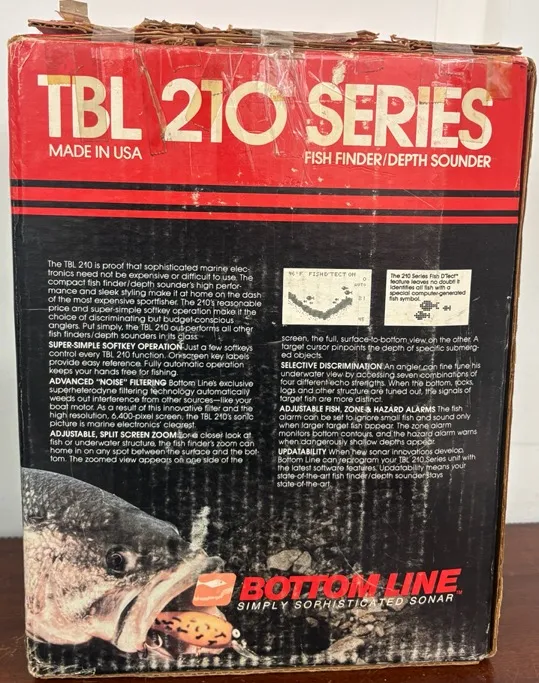 TBL 210 SERIES
MADE IN USA
FISH FINDER/DEPTH SOUNDER
The TBL 210 is proof that sophisticated marine elec-
tronics need not be expensive or difficult to use. The
compact fish finder/depth sounder's high perfor-
mance and sleek styling make it at home on the dash
of the most expensive sportfisher. The 210's reasonable
price and super-simple softkey operation make it the
choice of discriminating but budget-conscious
anglers. Put simply, the TBL 210 out-performs all other
fish finders/depth sounders in its glass.
SUPER-SIMPLE SOFTKEY OPERATION Just a few softkeys
control every TBL 210 function. On-screen key labels
provide easy reference. Fully automatic operation
keeps your hands free for fishing.
ADVANCED "NOISE" FILTERING Bottom Line's exclusive
superheterodyne filtering technology automatically
weeds out interference from other sources—like your
boat motor. As a result of this innovative filter and the
high resolution, 6,400-pixel screen, the TBL 210's sonic
picture is marine electronics' clearest.
ADJUSTABLE, SPLIT SCREEN ZOOM For a closer look at
fish or underwater structure, the fish finder's zoom can
home in on any spot between the surface and the bot-
tom. The zoomed view appears on one side of the
FISHDTECT ON
The 210 Series Fish D'Tect™
feature leaves no doubt! It
identifies all fish with a
special computer-generated
fish symbol.
screen, the full, surface-to-bottom view on the other. A
target cursor pinpoints the depth of specific submerg-
ed objects.
SELECTIVE DISCRIMINATION An angler can fine tune his
underwater view by accessing seven combinations of
four different echo strengths. When the bottom, rocks,
logs and other structure are tuned out, the signals of
target fish are more distinct.
ADJUSTABLE FISH, ZONE & HAZARD ALARMS The fish
alarm can be set to ignore small fish and sound only
when larger target fish appear. The zone alarm
monitors bottom contours, and the hazard alarm warns
when dangerously shallow depths appear.
UPDATABILITY When new sonar innovations develop,
Bottom Line can reprogram your TBL 210 Series unit with
the latest software features. Updatability means your
state-of-the-art fish finder/depth sounder stays
state-of-the-art.
BOTTOM LINE™
SIMPLY SOPHISTICATED SONAR